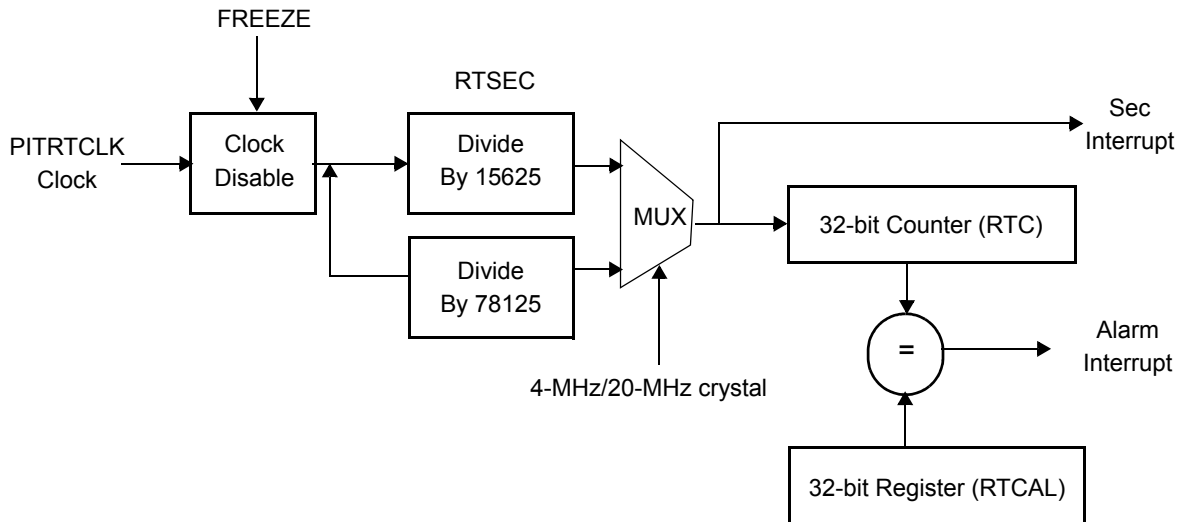 FREEZE
RTSEC
PITRTCLK
Clock
Clock
Disable
Divide
By 15625
Divide
By 78125
MUX
4-MHz/20-MHz crystal
Sec
Interrupt
32-bit Counter (RTC)
=
Alarm
Interrupt
32-bit Register (RTCAL)